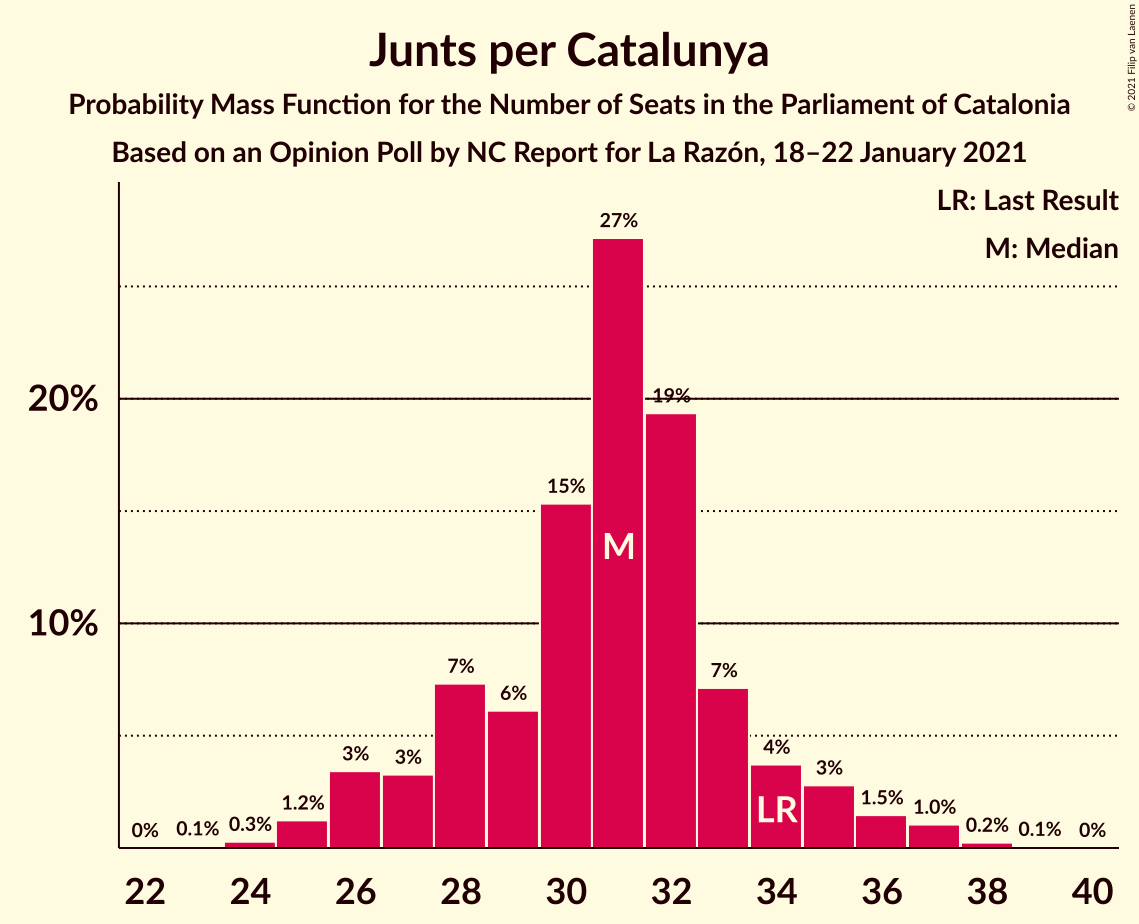 Junts per Catalunya
Probability Mass Function for the Number of Seats in the Parliament of Catalonia
Based on an Opinion Poll by NC Report for La Razón, 18–22 January 2021
© 2021 Filip van Laenen
LR: Last Result
M: Median
27%
20%
19%
15%
M
10%
7%
6%
7%
3%
3%
4%
3%
LR
0%
0.1%
0.3%
1.2%
1.5%
1.0%
0.2%
0.1%
0%
22 24 26 28 30 32 34 36 38 40